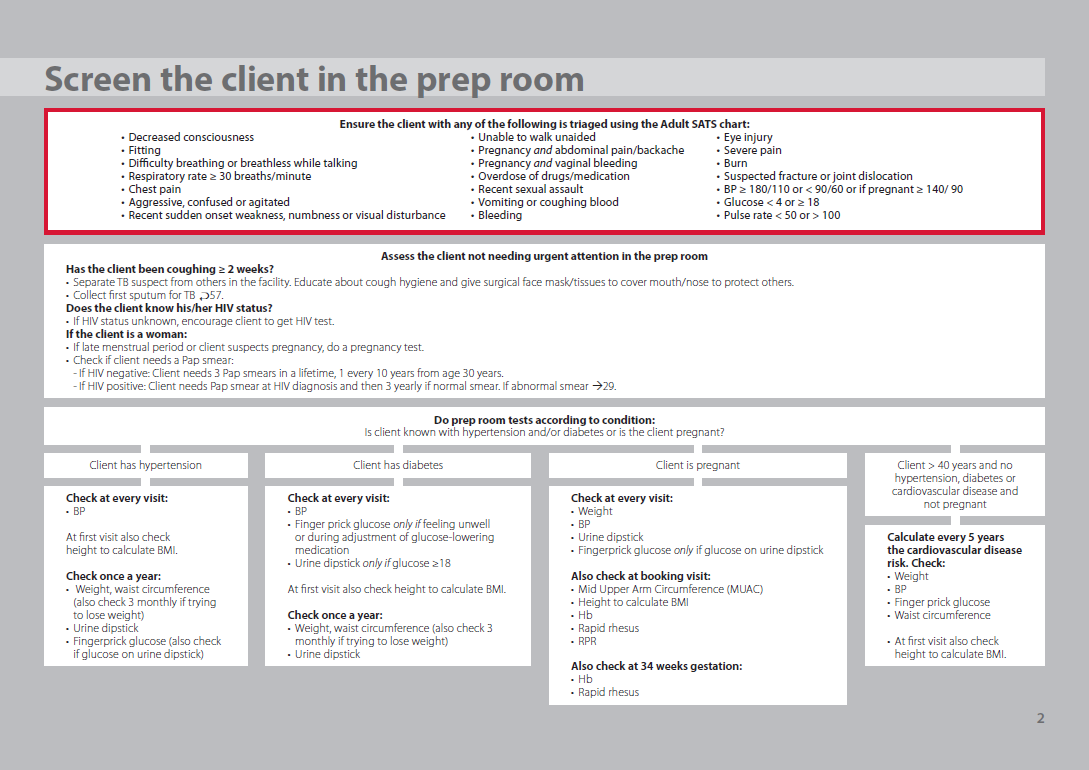 Screen the client in the prep room
Ensure the client with any of the following is triaged using the Adult SATS chart:
• Decreased consciousness
• Fitting
• Difficulty breathing or breathless while talking
• Respiratory rate ≥ 30 breaths/minute
• Chest pain
• Aggressive, confused or agitated
• Recent sudden onset weakness, numbness or visual disturbance
• Unable to walk unaided
• Pregnancy and abdominal pain/backache
• Pregnancy and vaginal bleeding
• Overdose of drugs/medication
• Recent sexual assault
• Vomiting or coughing blood
• Bleeding
• Eye injury
• Severe pain
• Burn
• Suspected fracture or joint dislocation
• BP ≥ 180/110 or < 90/60 or if pregnant ≥ 140/ 90
• Glucose < 4 or ≥ 18
• Pulse rate < 50 or > 100
Assess the client not needing urgent attention in the prep room
Has the client been coughing ≥ 2 weeks?
• Separate TB suspect from others in the facility. Educate about cough hygiene and give surgical face mask/tissues to cover mouth/nose to protect others.
• Collect first sputum for TB ⮌57.
Does the client know his/her HIV status?
• If HIV status unknown, encourage client to get HIV test.
If the client is a woman:
• If late menstrual period or client suspects pregnancy, do a pregnancy test.
• Check if client needs a Pap smear:
- If HIV negative: Client needs 3 Pap smears in a lifetime, 1 every 10 years from age 30 years.
- If HIV positive: Client needs Pap smear at HIV diagnosis and then 3 yearly if normal smear. If abnormal smear →29.
Do prep room tests according to condition:
Is client known with hypertension and/or diabetes or is the client pregnant?
Client has hypertension
Check at every visit:
• BP
At first visit also check
height to calculate BMI.
Check once a year:
• Weight, waist circumference
(also check 3 monthly if trying
to lose weight)
• Urine dipstick
• Fingerprick glucose (also check
if glucose on urine dipstick)
Client has diabetes
Check at every visit:
• BP
• Finger prick glucose only if feeling unwell
or during adjustment of glucose-lowering
medication
• Urine dipstick only if glucose ≥18
At first visit also check height to calculate BMI.
Check once a year:
• Weight, waist circumference (also check 3
monthly if trying to lose weight)
• Urine dipstick
Client is pregnant
Check at every visit:
• Weight
• BP
• Urine dipstick
• Fingerprick glucose only if glucose on urine dipstick
Also check at booking visit:
• Mid Upper Arm Circumference (MUAC)
• Height to calculate BMI
• Hb
• Rapid rhesus
• RPR
Also check at 34 weeks gestation:
• Hb
• Rapid rhesus
Client > 40 years and no
hypertension, diabetes or
cardiovascular disease and
not pregnant
Calculate every 5 years
the cardiovascular disease
risk. Check:
• Weight
• BP
• Finger prick glucose
• Waist circumference
• At first visit also check
height to calculate BMI.
2